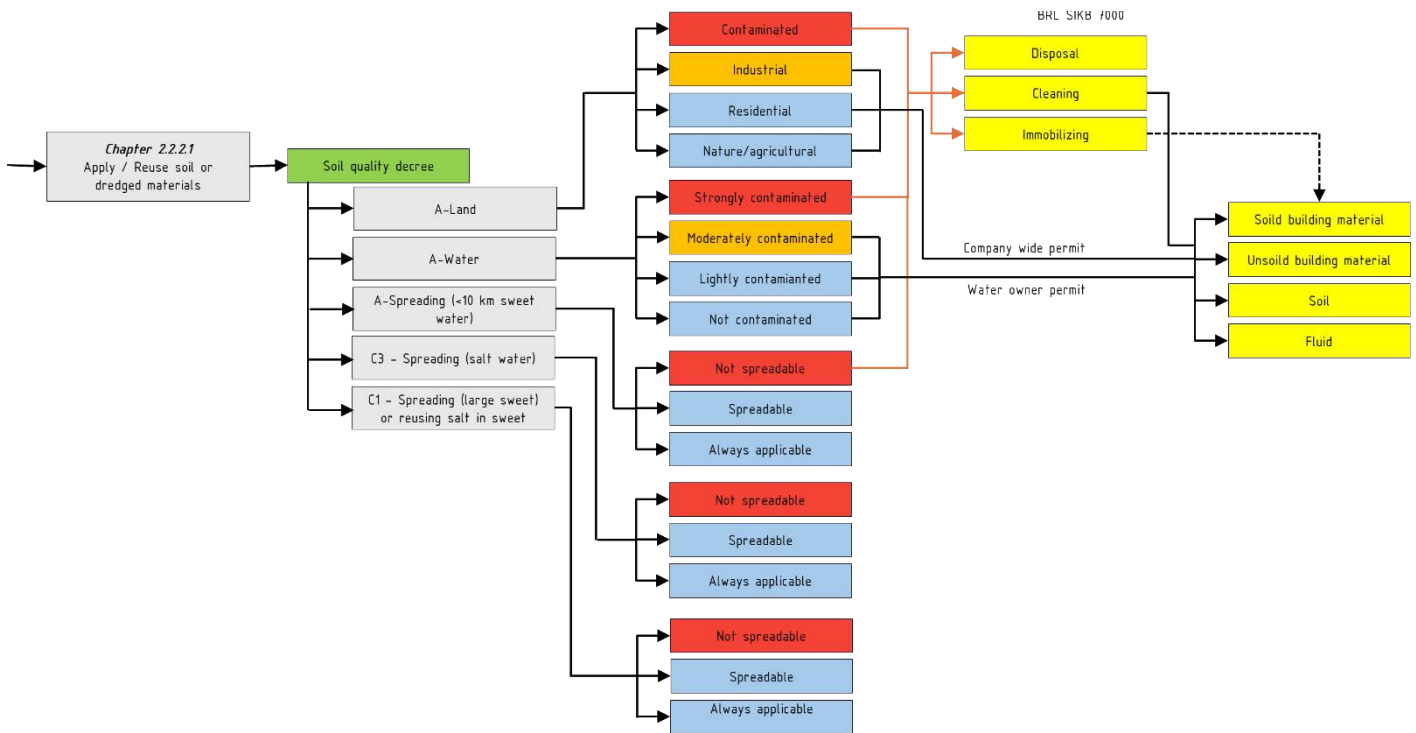 BRL SIKB 7000
Contaminated
Industrial
Residential
Nature/agricultural
Disposal
Cleaning
Immobilizing
Chapter 2.2.2.1
Apply / Reuse soil or
dredged materials
Soil quality decree
A-Land
A-Water
A-Spreading (<10 km sweet
water)
C3 - Spreading (salt water)
C1 - Spreading (large sweet)
or reusing salt in sweet
Strongly contaminated
Moderately contaminated
Lightly contamianted
Not contaminated
Company wide permit
Water owner permit
Soild building material
Unsoild building material
Soil
Fluid
Not spreadable
Spreadable
Always applicable
Not spreadable
Spreadable
Always applicable
Not spreadable
Spreadable
Always applicable